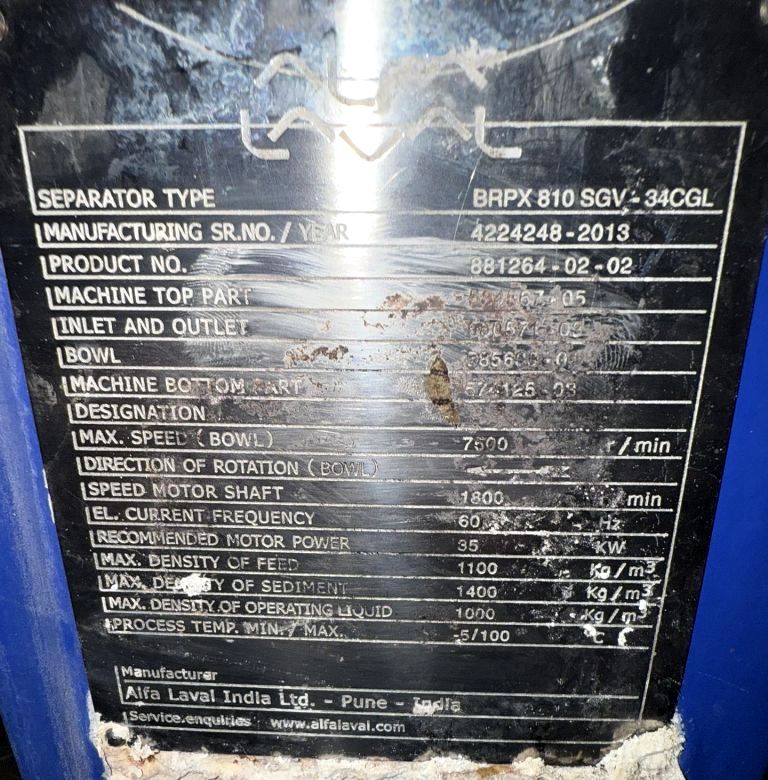 SEPARATOR TYPE BRPX 810 SGV - 34CGL
MANUFACTURING SR.NO. / YEAR 4224248 - 2013
PRODUCT NO. 881264 - 02 - 02
MACHINE TOP PART
INLET AND OUTLET
BOWL
MACHINE BOTTOM PART
DESIGNATION
MAX. SPEED ( BOWL ) 7500 r / min
DIRECTION OF ROTATION ( BOWL )
SPEED MOTOR SHAFT 1800 min
EL. CURRENT FREQUENCY 60 Hz
RECOMMENDED MOTOR POWER 35 KW
MAX. DENSITY OF FEED 1100 Kg / m³
MAX. DENSITY OF SEDIMENT 1400 Kg / m³
MAX. DENSITY OF OPERATING LIQUID 1000 Kg / m³
PROCESS TEMP. MIN. / MAX. -5/100 °C
Manufacturer
Alfa Laval India Ltd. - Pune - India
Service enquiries www.alfalaval.com